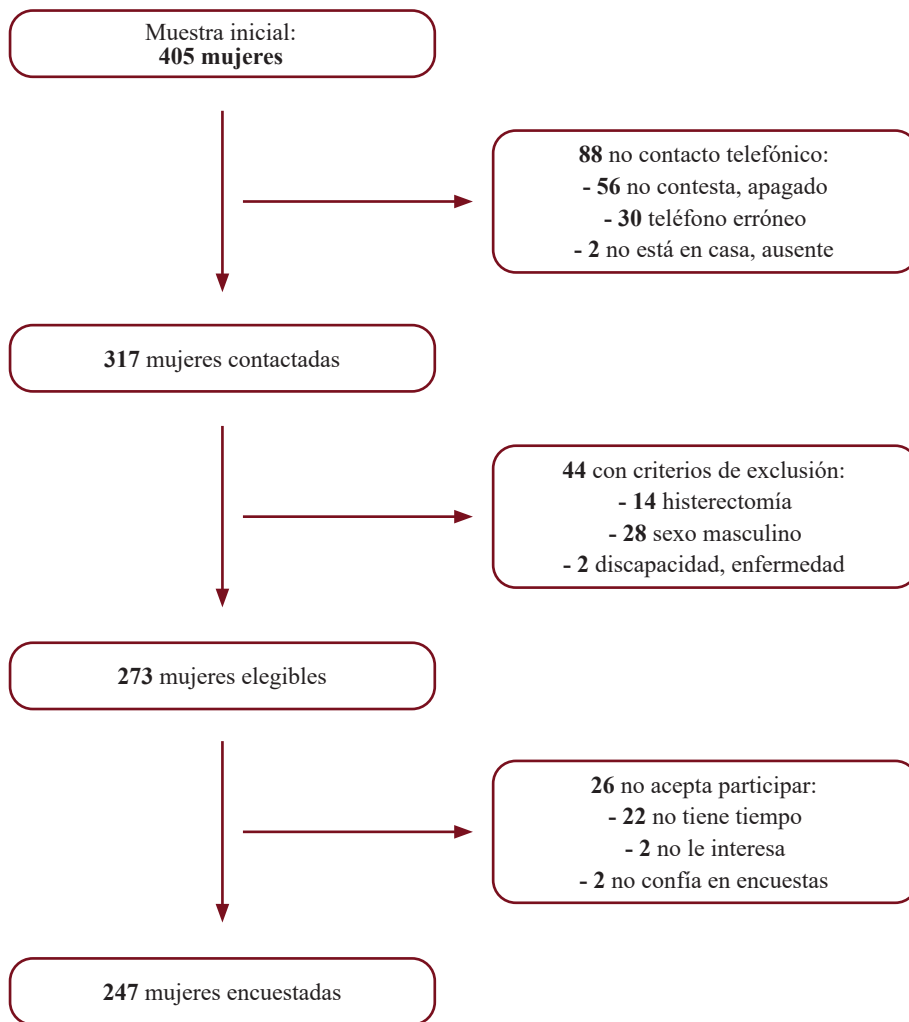 Muestra inicial:
405 mujeres
88 no contacto telefónico:
- 56 no contesta, apagado
- 30 teléfono erróneo
- 2 no está en casa, ausente
317 mujeres contactadas
44 con criterios de exclusión:
- 14 histerectomía
- 28 sexo masculino
- 2 discapacidad, enfermedad
273 mujeres elegibles
26 no acepta participar:
- 22 no tiene tiempo
- 2 no le interesa
- 2 no confía en encuestas
247 mujeres encuestadas